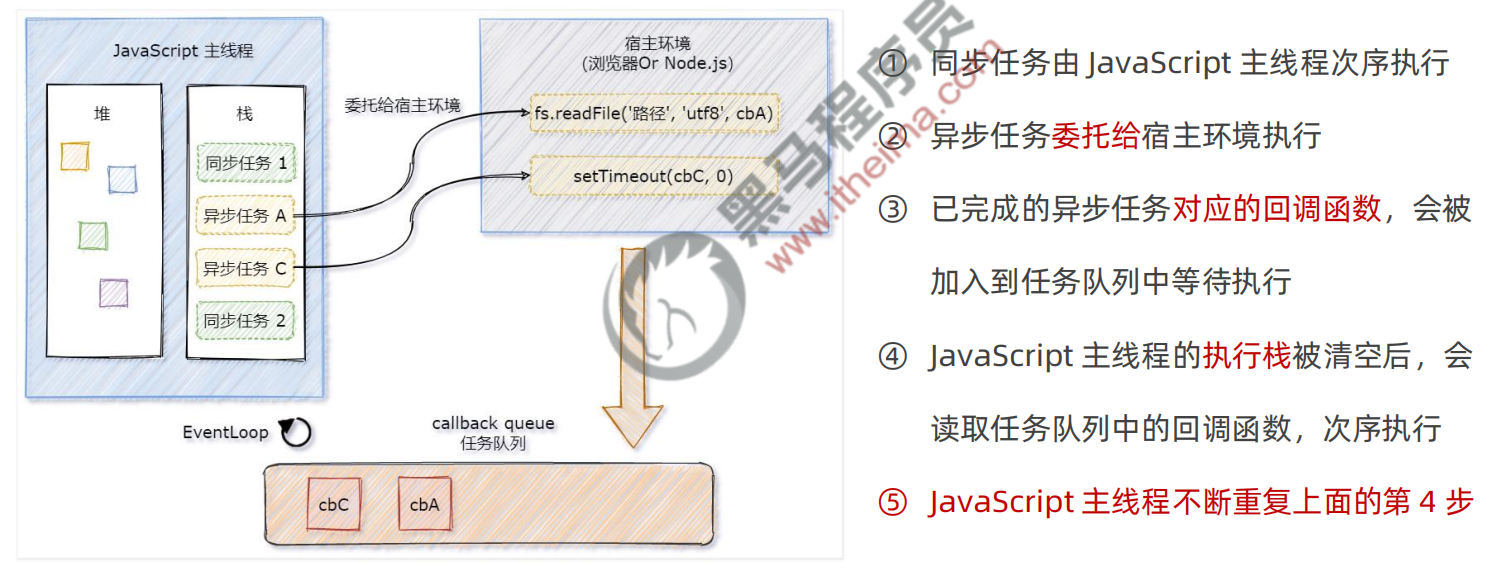 JavaScript 主线程
堆
栈
同步任务 1
异步任务 A
异步任务 C
同步任务 2
委托给宿主环境
宿主环境
(浏览器Or Node.js)
fs.readFile('路径', 'utf8', cbA)
setTimeout(cbC, 0)
EventLoop
callback queue
任务队列
cbC
cbA
黑马程序员
www.itheima.com
① 同步任务由 JavaScript 主线程次序执行
② 异步任务委托给宿主环境执行
③ 已完成的异步任务对应的回调函数，会被
加入到任务队列中等待执行
④ JavaScript 主线程的执行栈被清空后，会
读取任务队列中的回调函数，次序执行
⑤ JavaScript 主线程不断重复上面的第 4 步